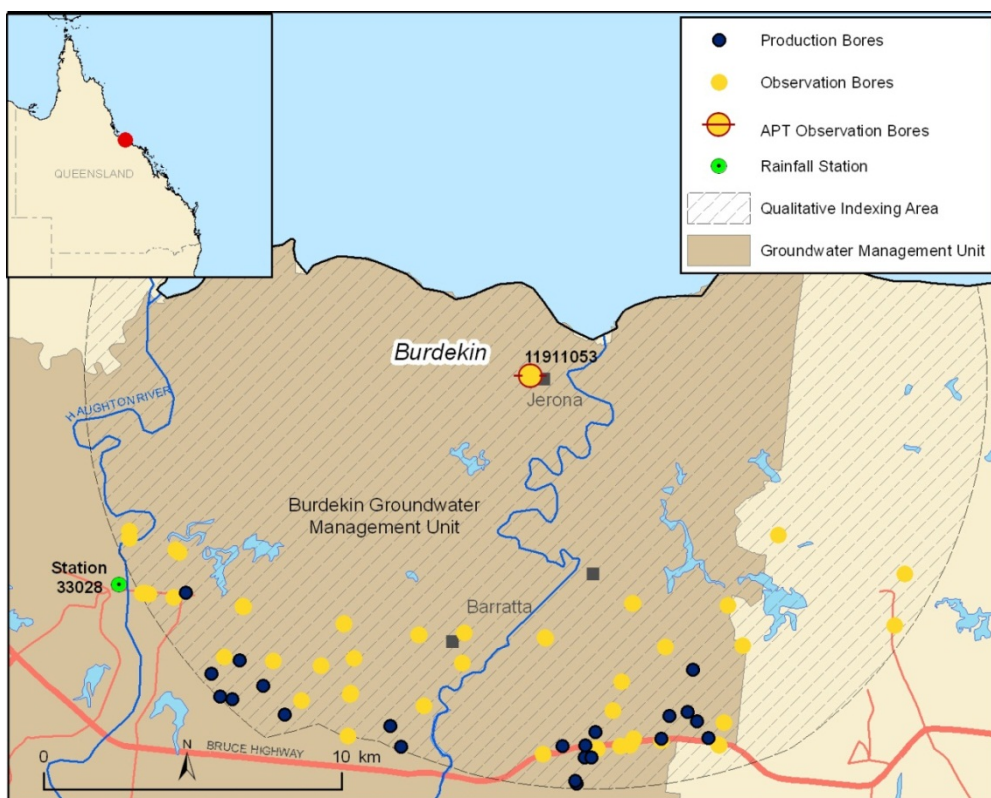 QUEENSLAND
Production Bores
Observation Bores
APT Observation Bores
Rainfall Station
Qualitative Indexing Area
Groundwater Management Unit
Burdekin
11911053
Jerona
HAUGHTON RIVER
Burdekin Groundwater
Management Unit
Station
33028
Barratta
BRUCE HIGHWAY
N
0
10 km